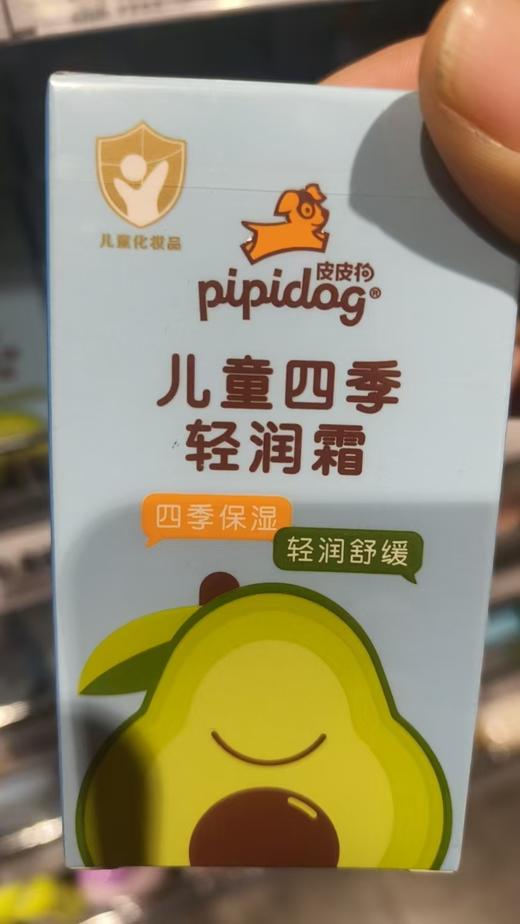 儿童化妆品
皮皮狗
pipidog®
儿童四季
轻润霜
四季保湿
轻润舒缓